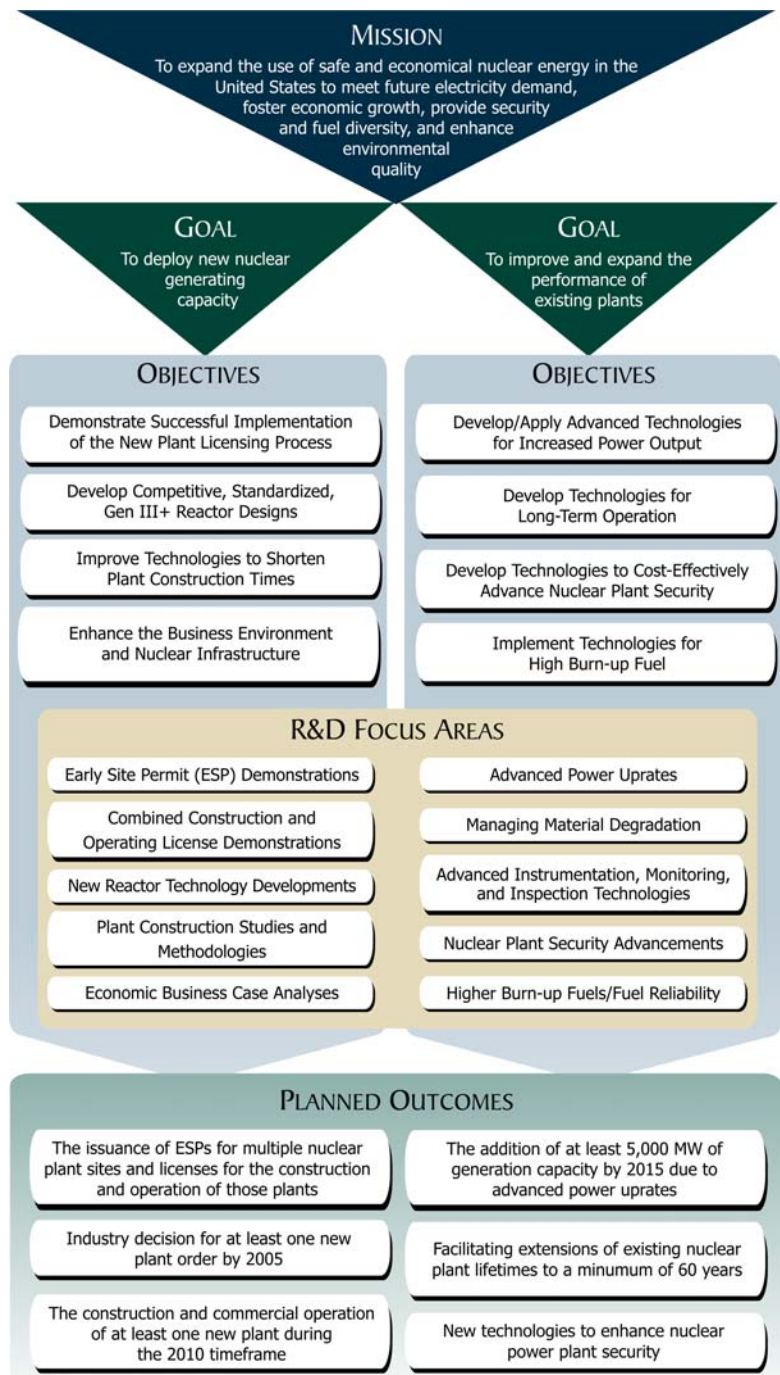 MISSION
To expand the use of safe and economical nuclear energy in the
United States to meet future electricity demand,
foster economic growth, provide security
and fuel diversity, and enhance
environmental
quality
GOAL
To deploy new nuclear
generating
capacity
GOAL
To improve and expand the
performance of
existing plants
OBJECTIVES
Demonstrate Successful Implementation
of the New Plant Licensing Process
Develop Competitive, Standardized,
Gen III+ Reactor Designs
Improve Technologies to Shorten
Plant Construction Times
Enhance the Business Environment
and Nuclear Infrastructure
OBJECTIVES
Develop/Apply Advanced Technologies
for Increased Power Output
Develop Technologies for
Long-Term Operation
Develop Technologies to Cost-Effectively
Advance Nuclear Plant Security
Implement Technologies for
High Burn-up Fuel
R&D FOCUS AREAS
Early Site Permit (ESP) Demonstrations
Combined Construction and
Operating License Demonstrations
New Reactor Technology Developments
Plant Construction Studies and
Methodologies
Economic Business Case Analyses
Advanced Power Uprates
Managing Material Degradation
Advanced Instrumentation, Monitoring,
and Inspection Technologies
Nuclear Plant Security Advancements
Higher Burn-up Fuels/Fuel Reliability
PLANNED OUTCOMES
The issuance of ESPs for multiple nuclear
plant sites and licenses for the construction
and operation of those plants
Industry decision for at least one new
plant order by 2005
The construction and commercial operation
of at least one new plant during
the 2010 timeframe
The addition of at least 5,000 MW of
generation capacity by 2015 due to
advanced power uprates
Facilitating extensions of existing nuclear
plant lifetimes to a minumum of 60 years
New technologies to enhance nuclear
power plant security